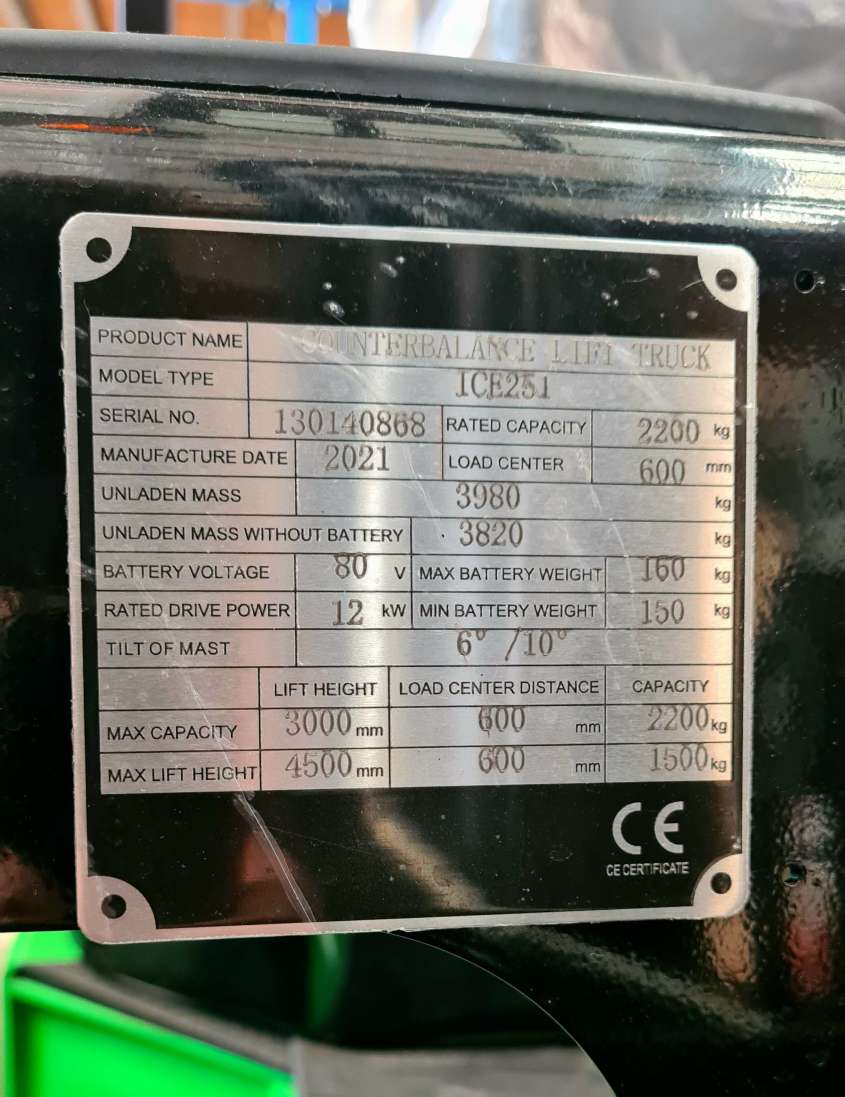 PRODUCT NAME COUNTERBALANCE LIFT TRUCK
MODEL TYPE ICE251
SERIAL NO. 130140868 RATED CAPACITY 2200 kg
MANUFACTURE DATE 2021 LOAD CENTER 600 mm
UNLADEN MASS 3980 kg
UNLADEN MASS WITHOUT BATTERY 3820 kg
BATTERY VOLTAGE 80 V MAX BATTERY WEIGHT 160 kg
RATED DRIVE POWER 12 kW MIN BATTERY WEIGHT 150 kg
TILT OF MAST 6° /10°
LIFT HEIGHT LOAD CENTER DISTANCE CAPACITY
MAX CAPACITY 3000 mm 600 mm 2200 kg
MAX LIFT HEIGHT 4500 mm 600 mm 1500 kg
CE
CE CERTIFICATE